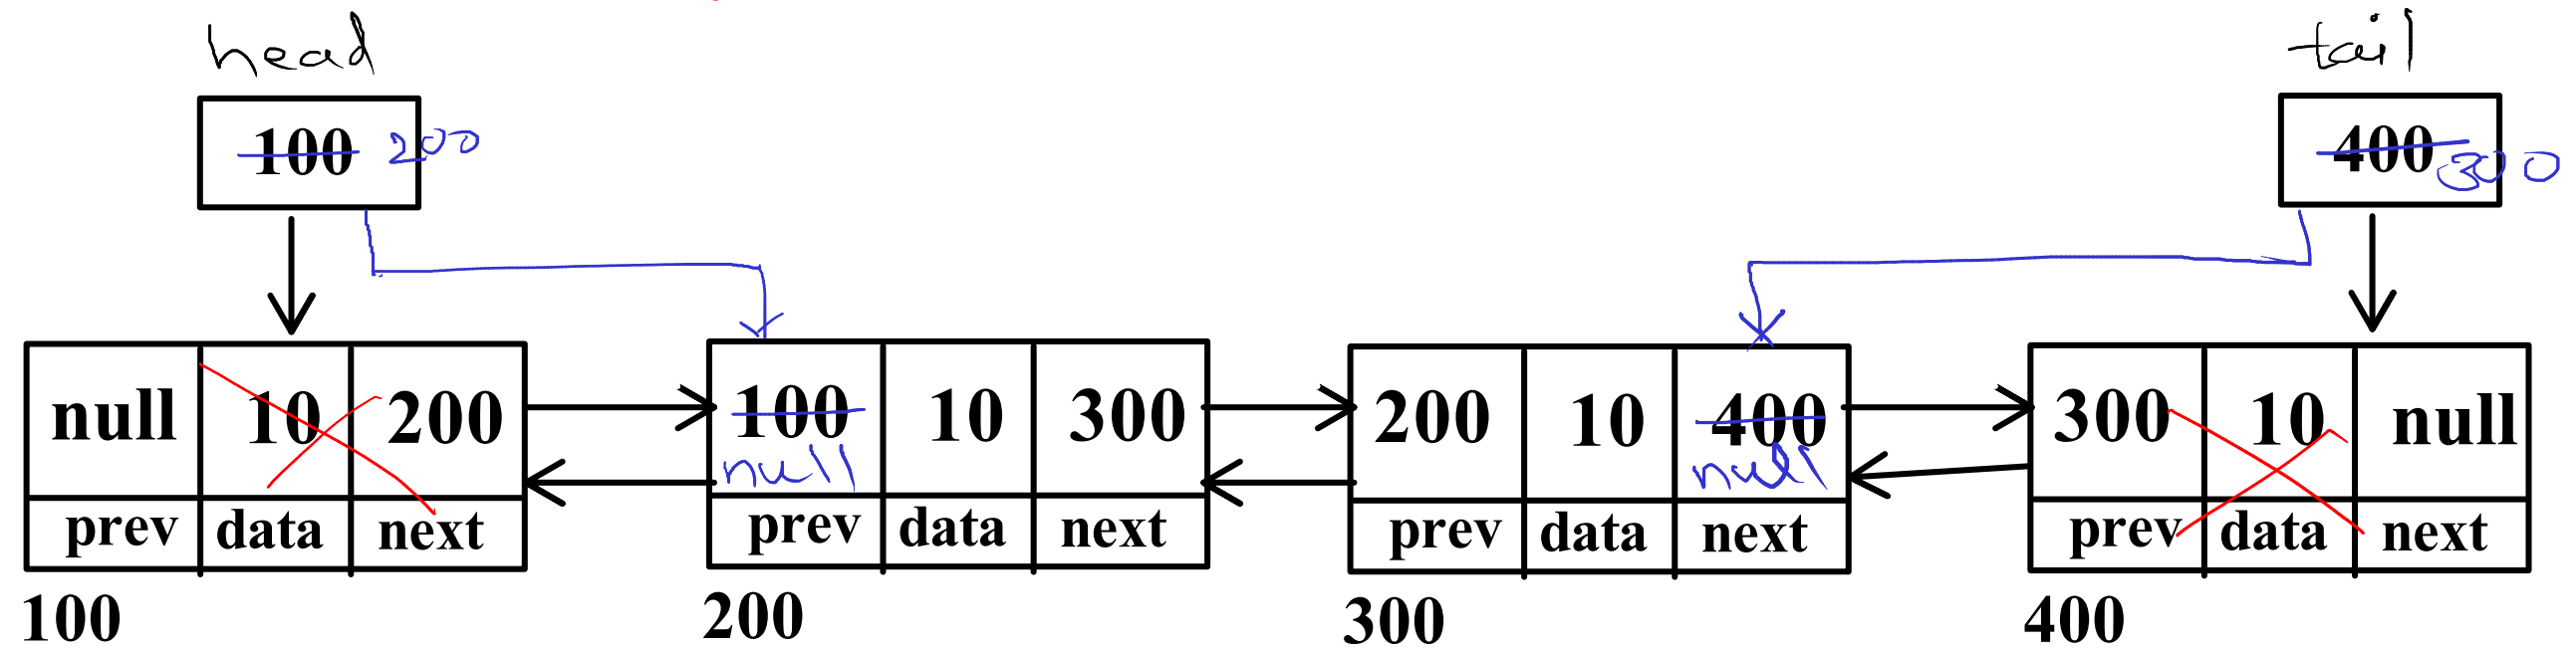 head
tail
100 200
400 300
null 10 200
100 10 300
200 10 400
300 10 null
null
null
prev data next
prev data next
prev data next
prev data next
100
200
300
400